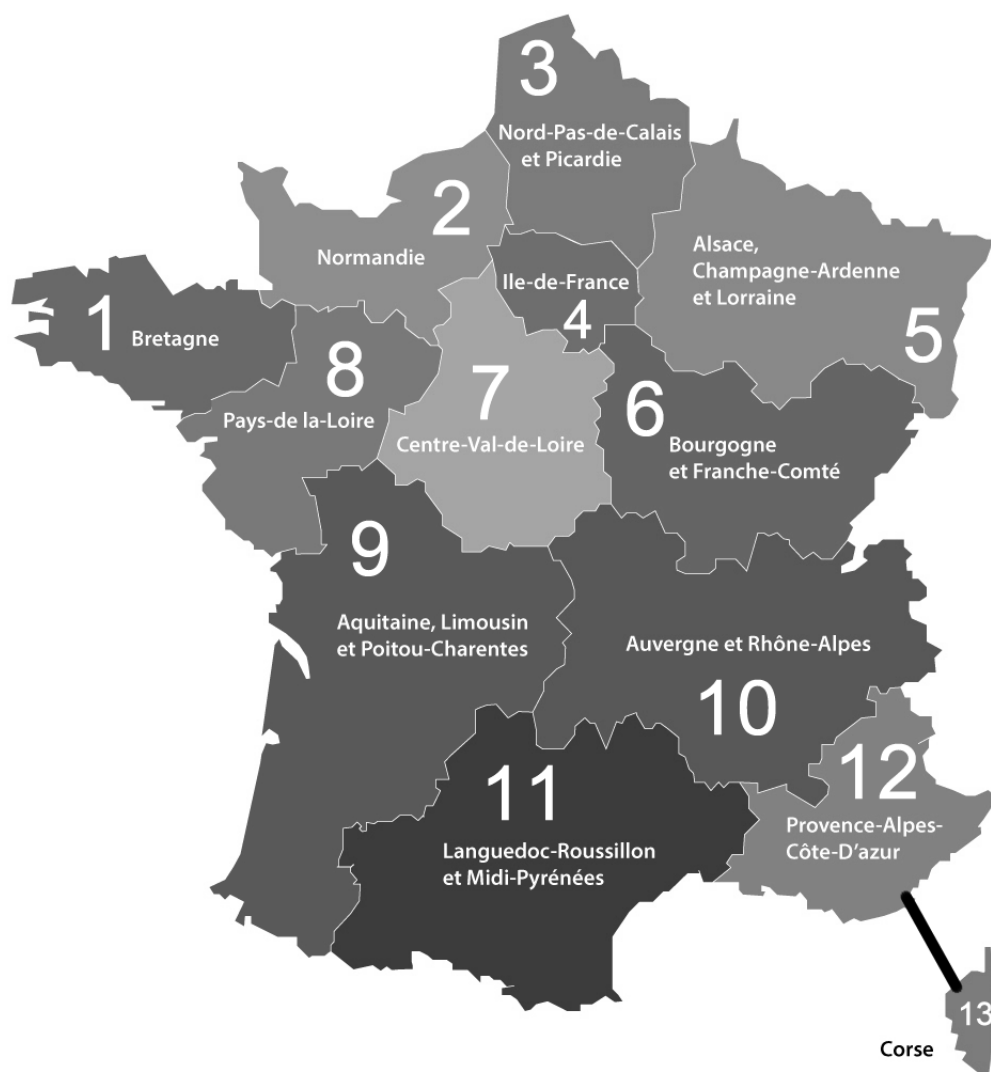 3
Nord-Pas-de-Calais
et Picardie
2
Normandie
Alsace,
Champagne-Ardenne
et Lorraine
5
Ile-de-France
4
1
Bretagne
8
Pays-de la-Loire
7
Centre-Val-de-Loire
6
Bourgogne
et Franche-Comté
9
Aquitaine, Limousin
et Poitou-Charentes
Auvergne et Rhône-Alpes
10
11
Languedoc-Roussillon
et Midi-Pyrénées
12
Provence-Alpes-
Côte-D'azur
13
Corse